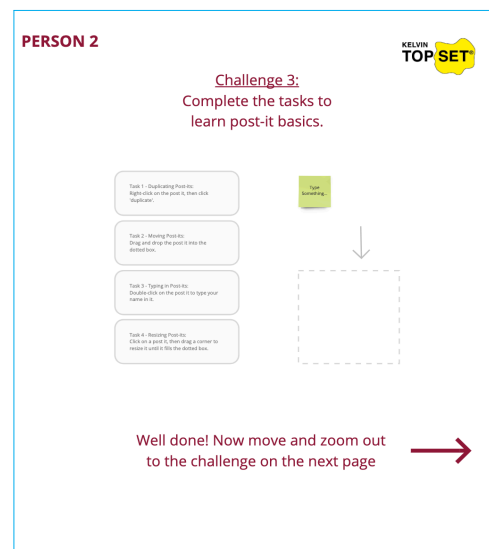 PERSON 2
KELVIN
TOP SET®
Challenge 3:
Complete the tasks to
learn post-it basics.
Task 1 - Duplicating Post-its:
Right-click on the post it, then click
'duplicate'.
Type
Something...
Task 2 - Moving Post-its:
Drag and drop the post it into the
dotted box.
Task 3 - Typing in Post-its:
Double-click on the post it to type your
name in it.
Task 4 - Resizing Post-its:
Click on a post it, then drag a corner to
resize it until it fills the dotted box.
Well done! Now move and zoom out
to the challenge on the next page